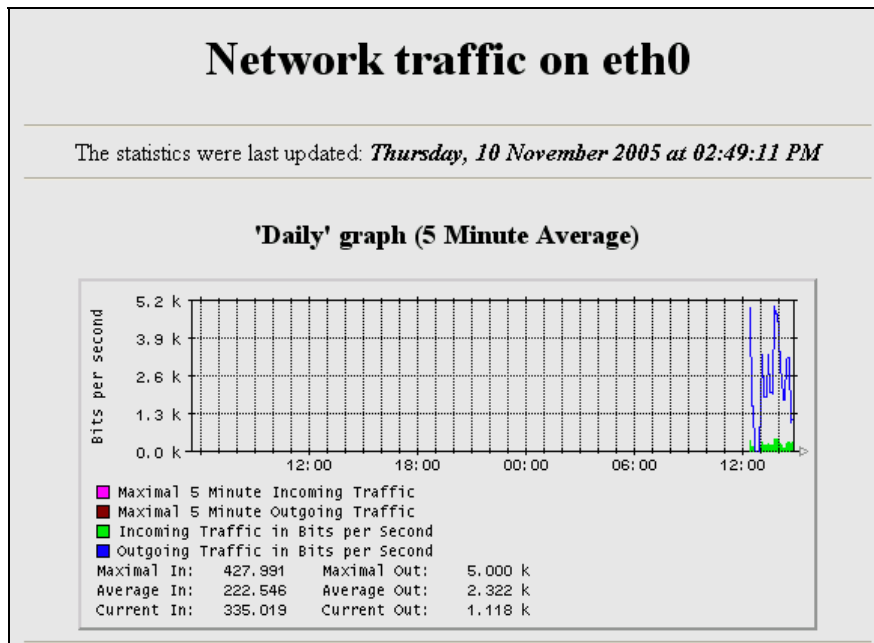 Network traffic on eth0
The statistics were last updated: Thursday, 10 November 2005 at 02:49:11 PM
'Daily' graph (5 Minute Average)
Bits per second
5.2 k
3.9 k
2.6 k
1.3 k
0.0 k
12:00 18:00 00:00 06:00 12:00
Maximal 5 Minute Incoming Traffic
Maximal 5 Minute Outgoing Traffic
Incoming Traffic in Bits per Second
Outgoing Traffic in Bits per Second
Maximal In: 427.991 Maximal Out: 5.000 k
Average In: 222.546 Average Out: 2.322 k
Current In: 335.019 Current Out: 1.118 k